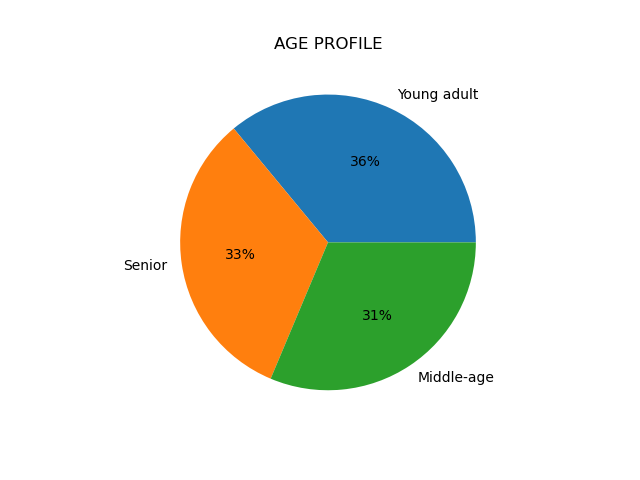 AGE PROFILE
Young adult
36%
33%
Senior
31%
Middle-age